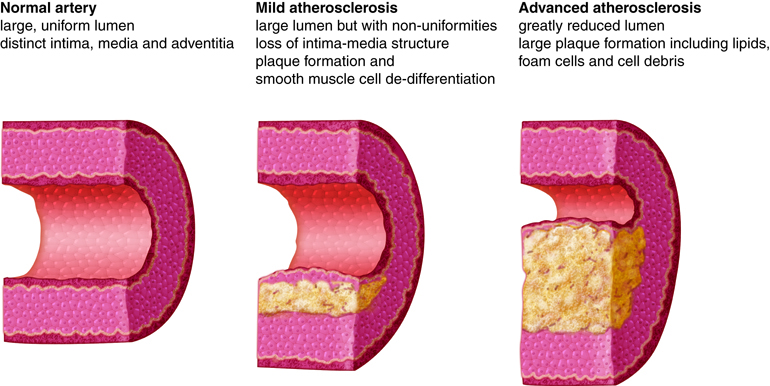 Normal artery
large, uniform lumen
distinct intima, media and adventitia
Mild atherosclerosis
large lumen but with non-uniformities
loss of intima-media structure
plaque formation and
smooth muscle cell de-differentiation
Advanced atherosclerosis
greatly reduced lumen
large plaque formation including lipids,
foam cells and cell debris